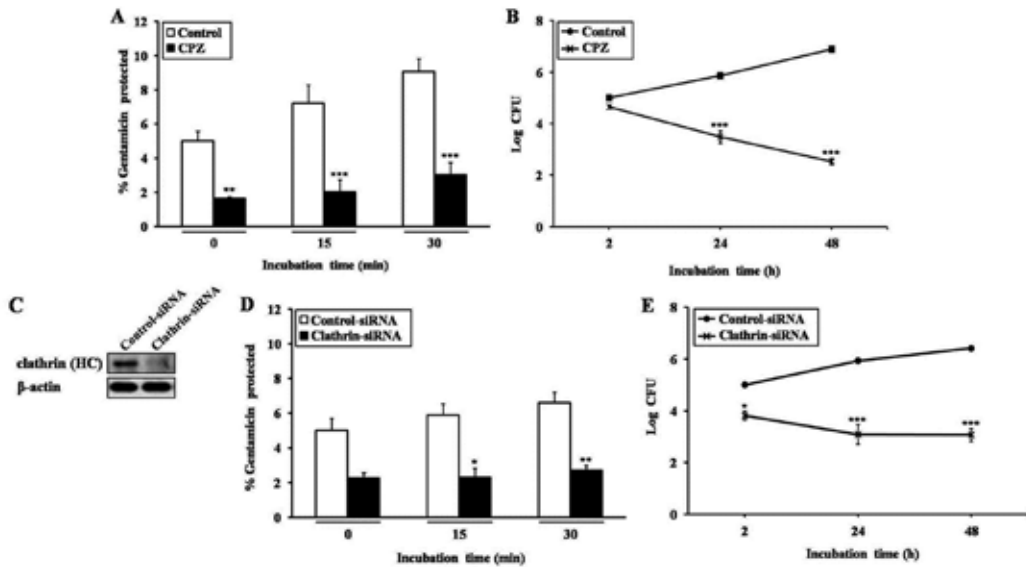 A
12
10
8
6
4
2
0
% Gentamicin protected
Control
CPZ
**
***
***
0
15
30
Incubation time (min)
B
8
6
4
2
0
Log CFU
Control
CPZ
***
***
2
24
48
Incubation time (h)
C
Control-siRNA
Clathrin-siRNA
clathrin (HC)
β-actin
D
12
10
8
6
4
2
0
% Gentamicin protected
Control-siRNA
Clathrin-siRNA
*
**
0
15
30
Incubation time (min)
E
8
6
4
2
0
Log CFU
Control-siRNA
Clathrin-siRNA
*
***
***
2
24
48
Incubation time (h)